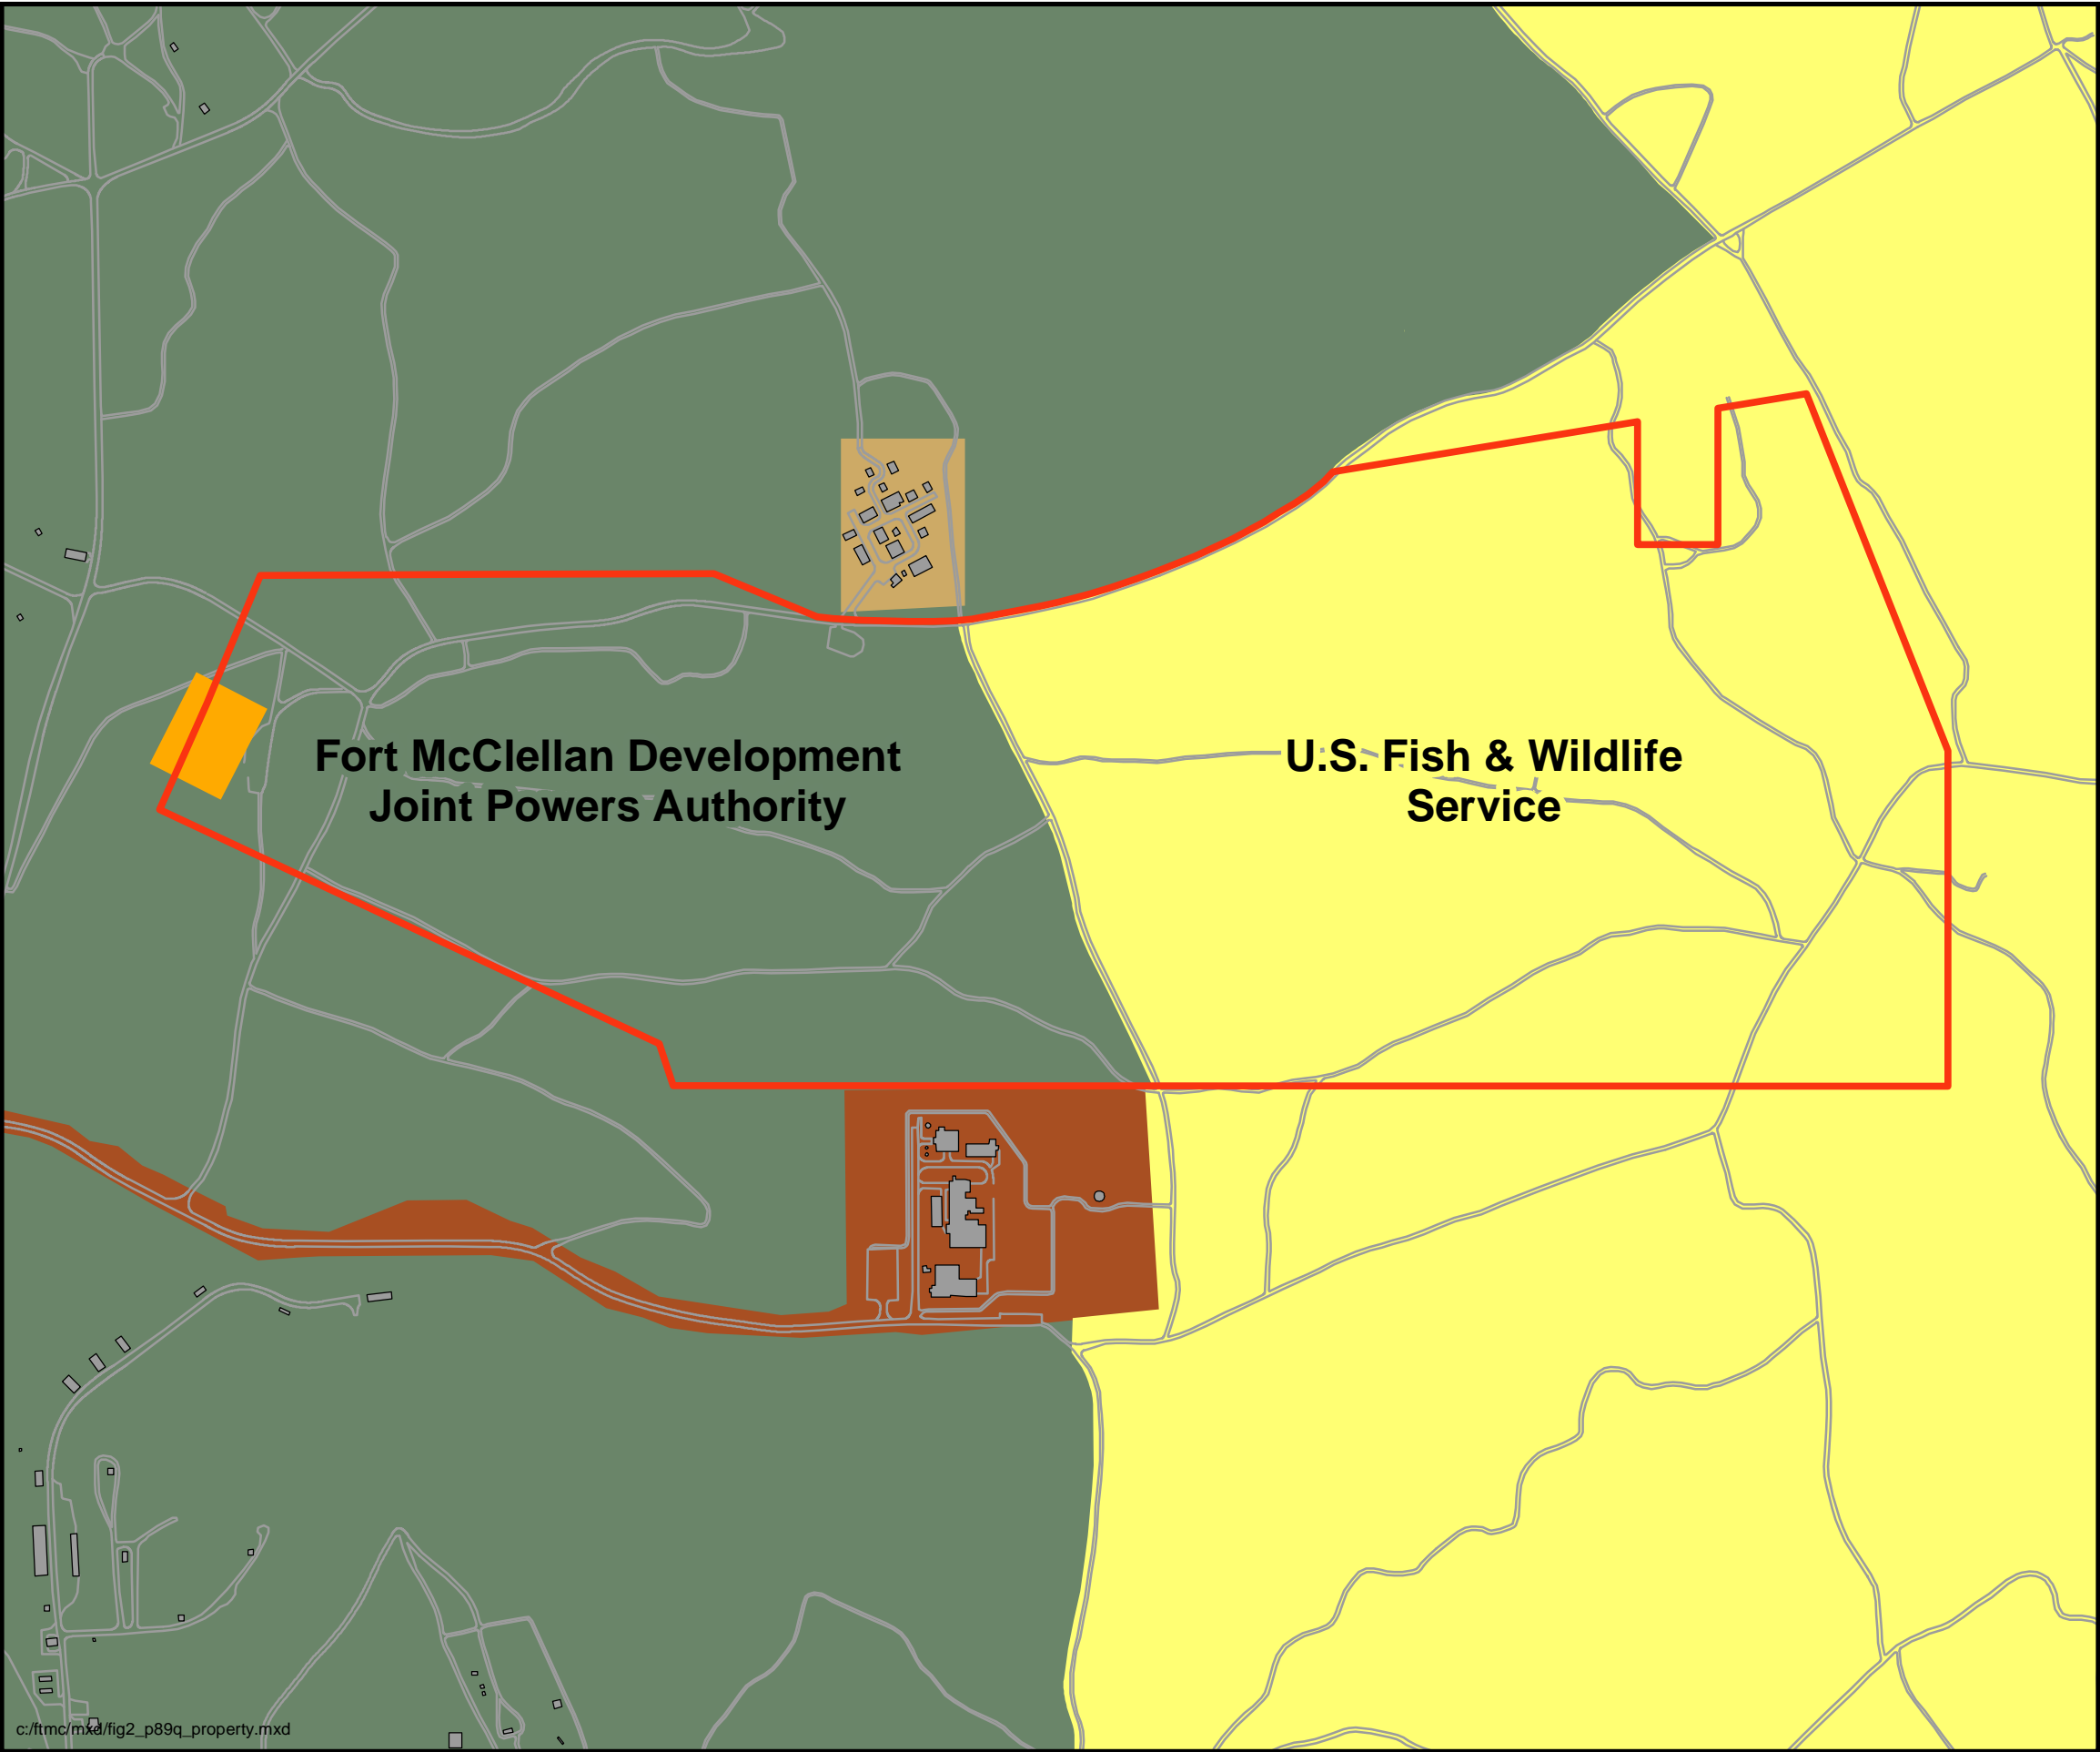 Fort McClellan Development
Joint Powers Authority
U.S. Fish & Wildlife
Service
c:/ftmc/mxd/fig2_p89q_property.mxd